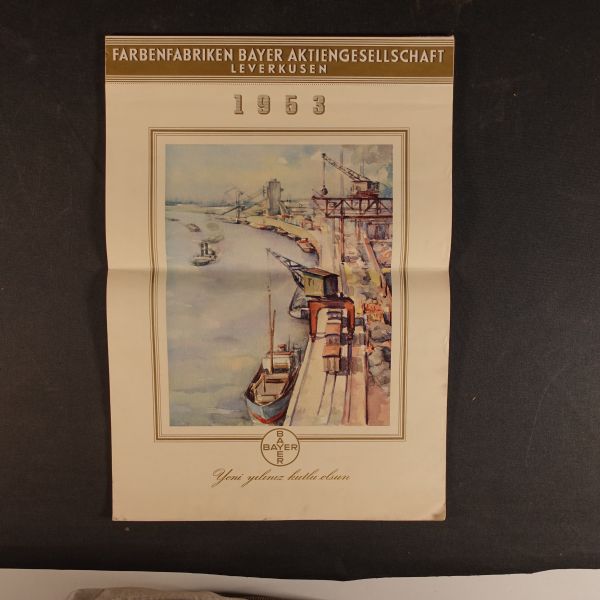 FARBENFABRIKEN BAYER AKTIENGESELLSCHAFT
LEVERKUSEN
1953
BAYER
BAYER
Yeni yılınız kutlu olsun